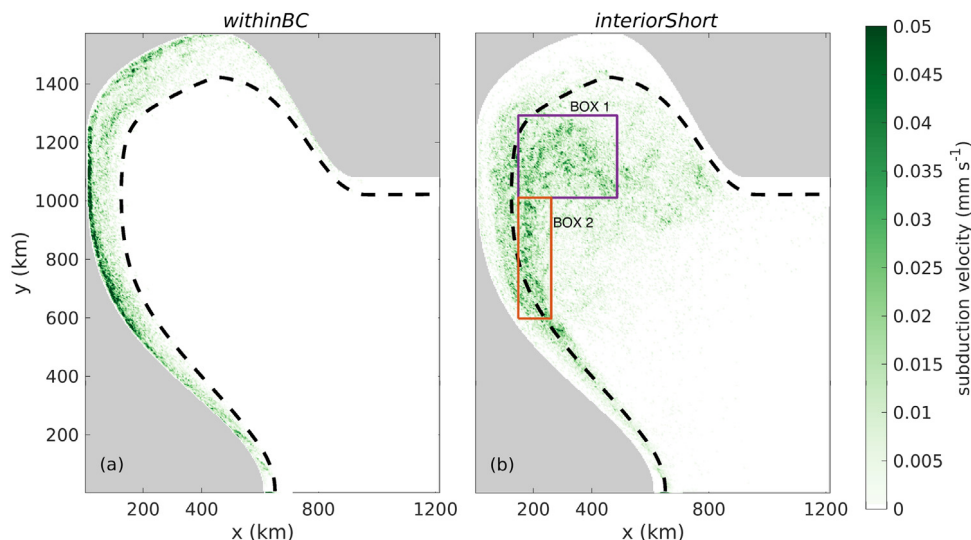 withinBC
interiorShort
1400
1200
1000
800
600
400
200
y (km)
(a)
200
400
800
1200
x (km)
BOX 1
BOX 2
(b)
200
400
800
1200
x (km)
0.05
0.045
0.04
0.035
0.03
0.025
0.02
0.015
0.01
0.005
0
subduction velocity (mm s⁻¹)